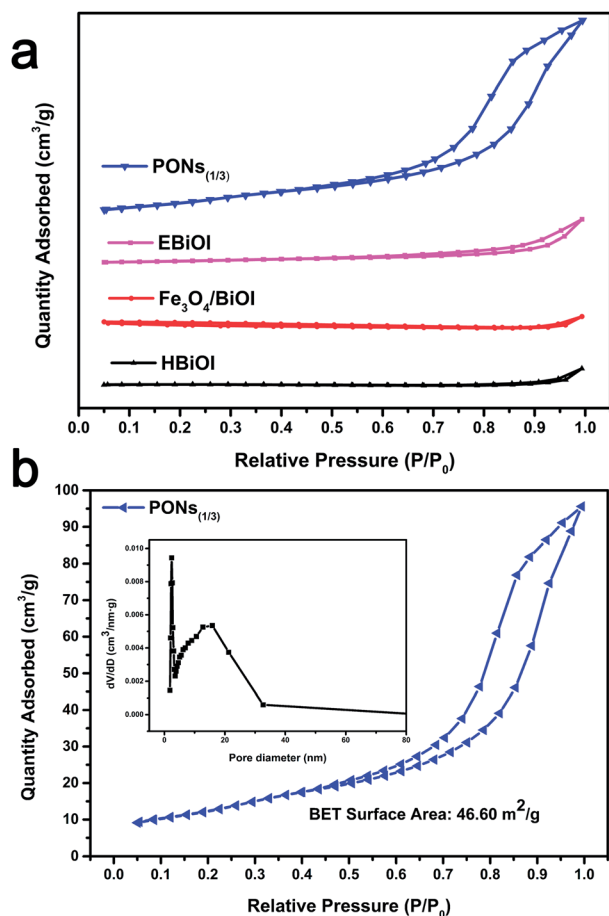 a
Quantity Adsorbed (cm³/g)
PONs(1/3)
EBiOI
Fe₃O₄/BiOI
HBiOI
0.0 0.1 0.2 0.3 0.4 0.5 0.6 0.7 0.8 0.9 1.0
Relative Pressure (P/P₀)
b
Quantity Adsorbed (cm³/g)
100
90
80
70
60
50
40
30
20
10
0
PONs(1/3)
dV/dD (cm³/nm·g)
0.010
0.008
0.006
0.004
0.002
0.000
0 20 40 60 80
Pore diameter (nm)
BET Surface Area: 46.60 m²/g
0.0 0.1 0.2 0.3 0.4 0.5 0.6 0.7 0.8 0.9 1.0
Relative Pressure (P/P₀)